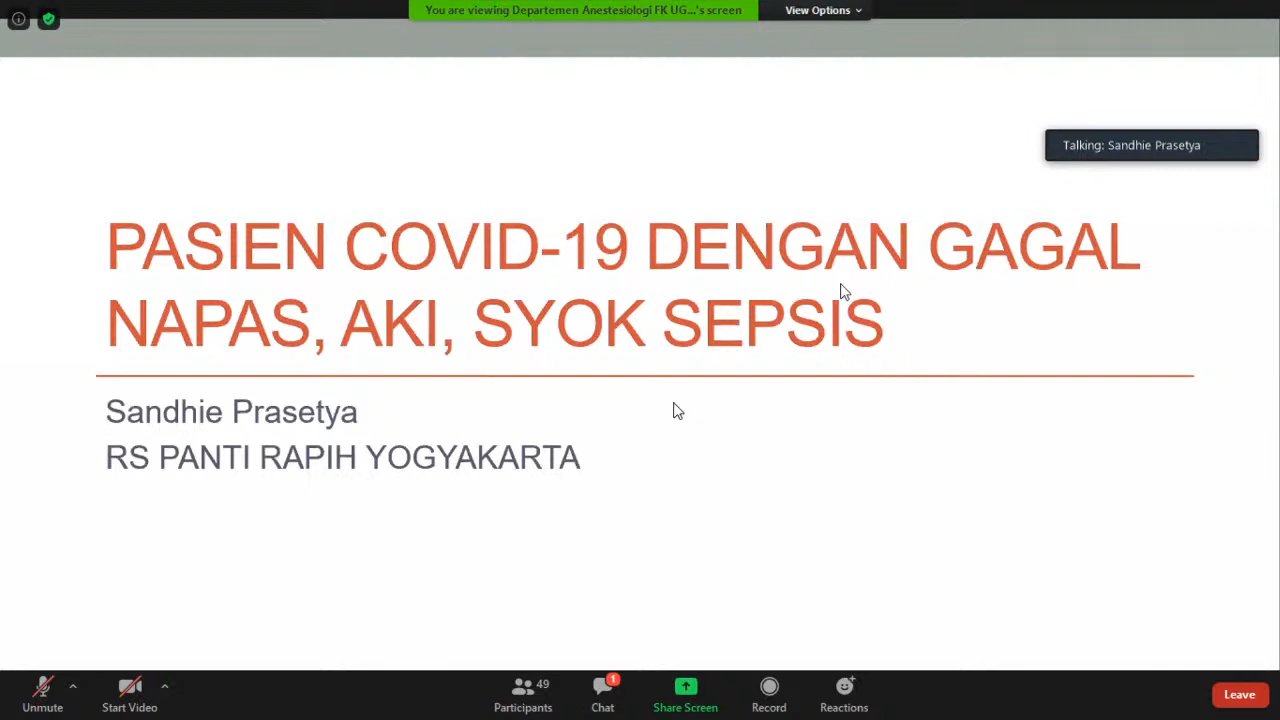 You are viewing Departemen Anestesiologi FK UG...'s screen
View Options
Talking: Sandhie Prasetya
PASIEN COVID-19 DENGAN GAGAL
NAPAS, AKI, SYOK SEPSIS
Sandhie Prasetya
RS PANTI RAPIH YOGYAKARTA
Unmute
Start Video
49
Participants
1
Chat
Share Screen
Record
Reactions
Leave